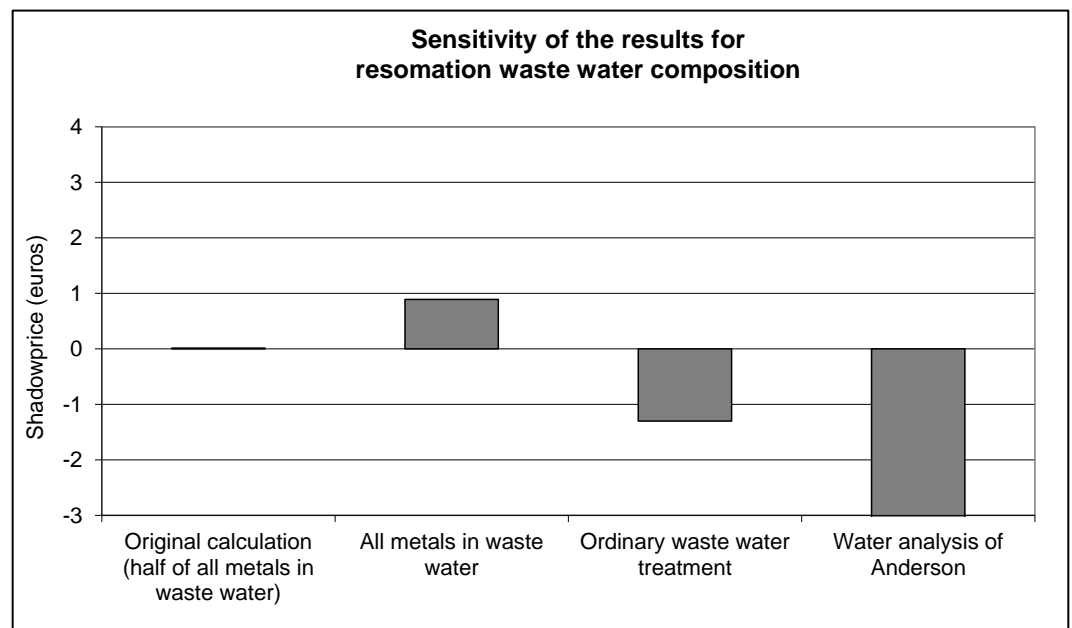 Sensitivity of the results for
resomation waste water composition
Shadowprice (euros)
4
3
2
1
0
-1
-2
-3
Original calculation
(half of all metals in
waste water)
All metals in waste
water
Ordinary waste water
treatment
Water analysis of
Anderson